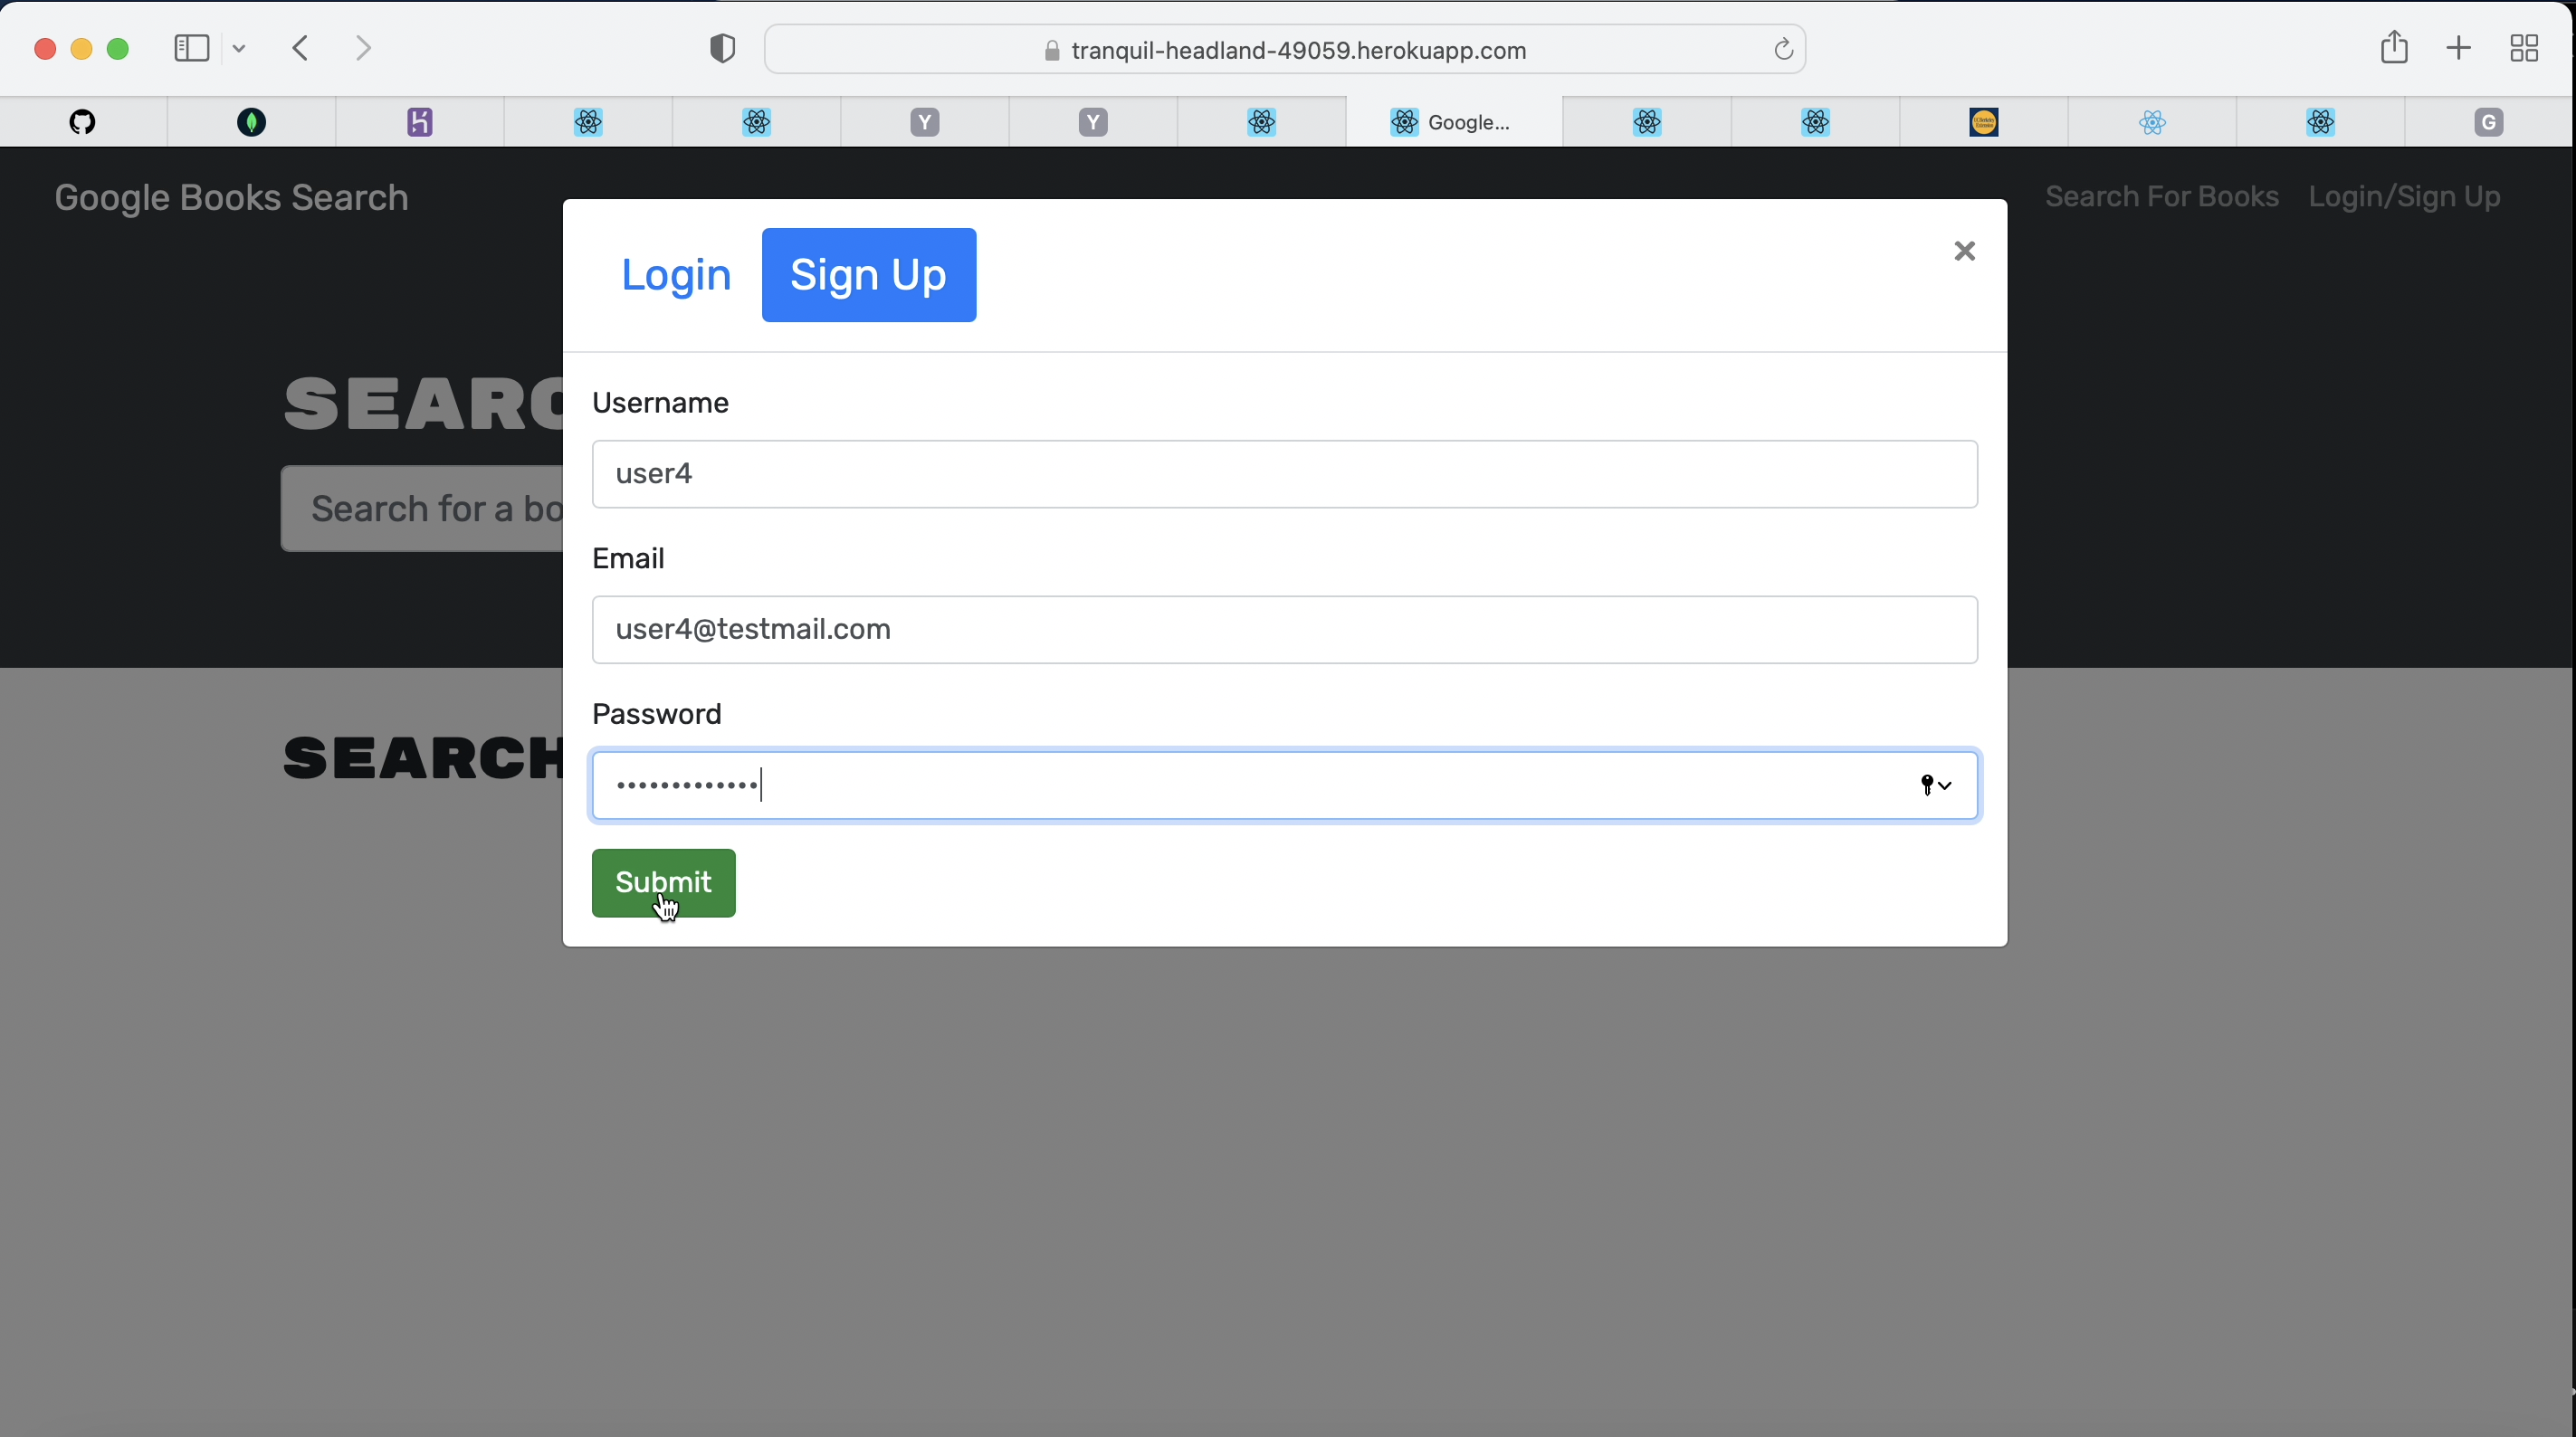 tranquil-headland-49059.herokuapp.com
Y
Y
Google...
G
Google Books Search
Search For Books
Login/Sign Up
Login
Sign Up
SEARC
Search for a bo
SEARCH
Username
user4
Email
user4@testmail.com
Password
Submit